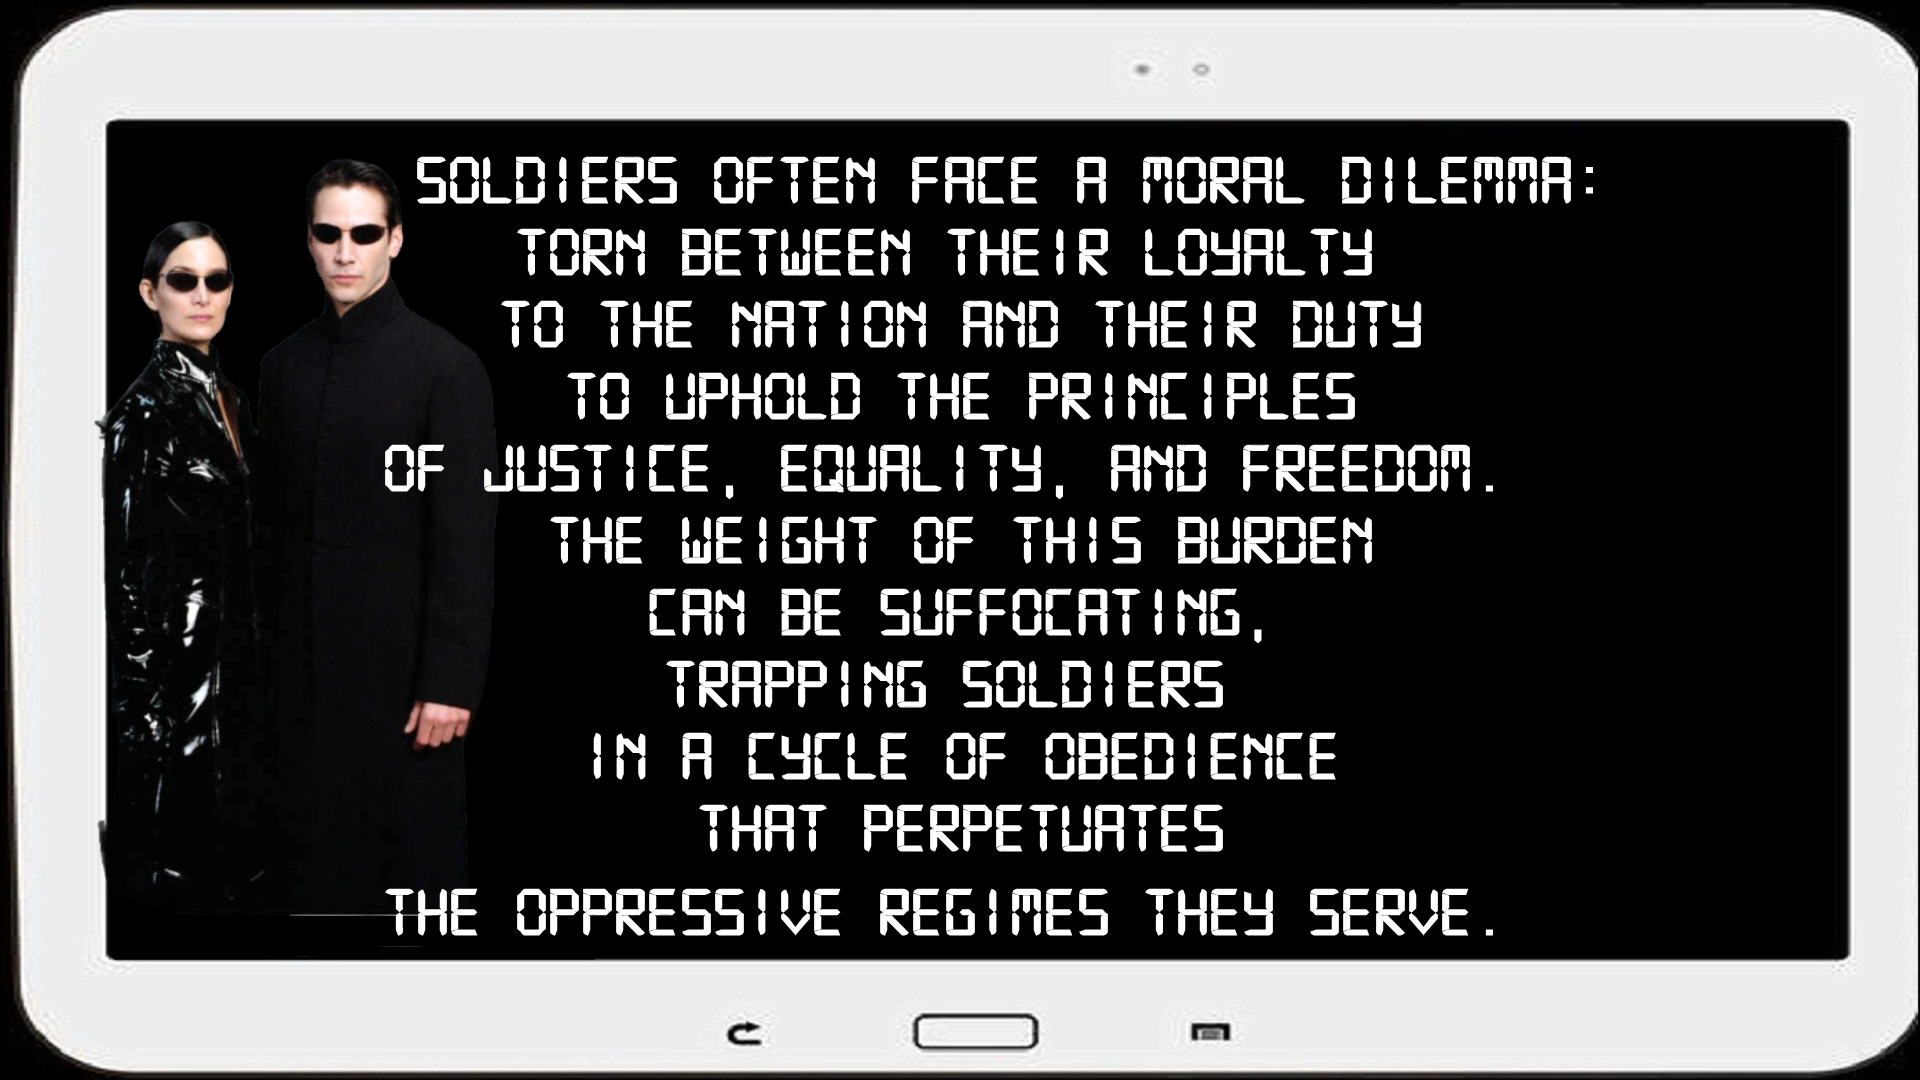 SOLDIERS OFTEN FACE A MORAL DILEMMA:
TORN BETWEEN THEIR LOYALTY
TO THE NATION AND THEIR DUTY
TO UPHOLD THE PRINCIPLES
OF JUSTICE, EQUALITY, AND FREEDOM.
THE WEIGHT OF THIS BURDEN
CAN BE SUFFOCATING,
TRAPPING SOLDIERS
IN A CYCLE OF OBEDIENCE
THAT PERPETUATES
THE OPPRESSIVE REGIMES THEY SERVE.